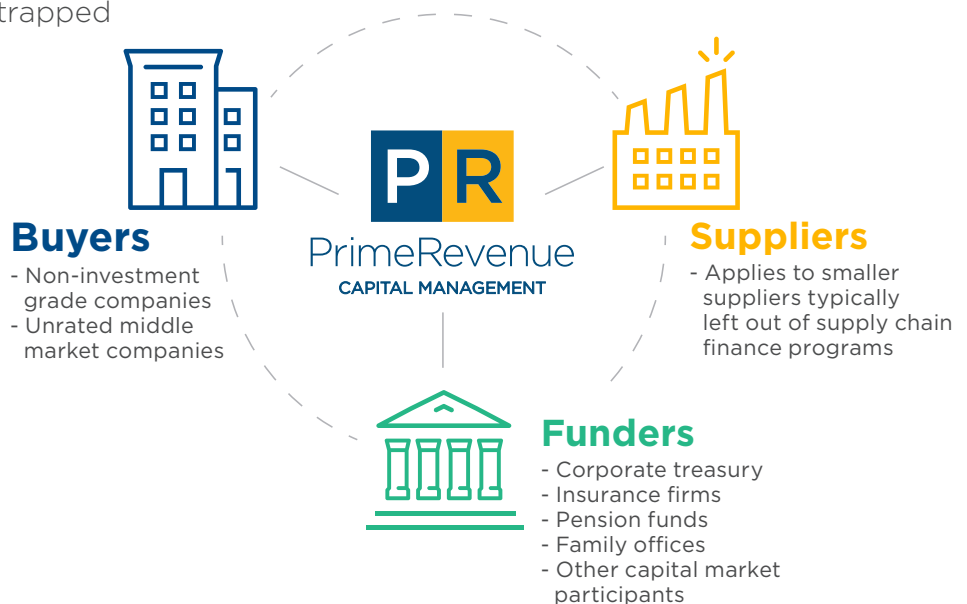 trapped
PR
PrimeRevenue
CAPITAL MANAGEMENT
Buyers
- Non-investment
grade companies
- Unrated middle
market companies
Suppliers
- Applies to smaller
suppliers typically
left out of supply chain
finance programs
Funders
- Corporate treasury
- Insurance firms
- Pension funds
- Family offices
- Other capital market
participants